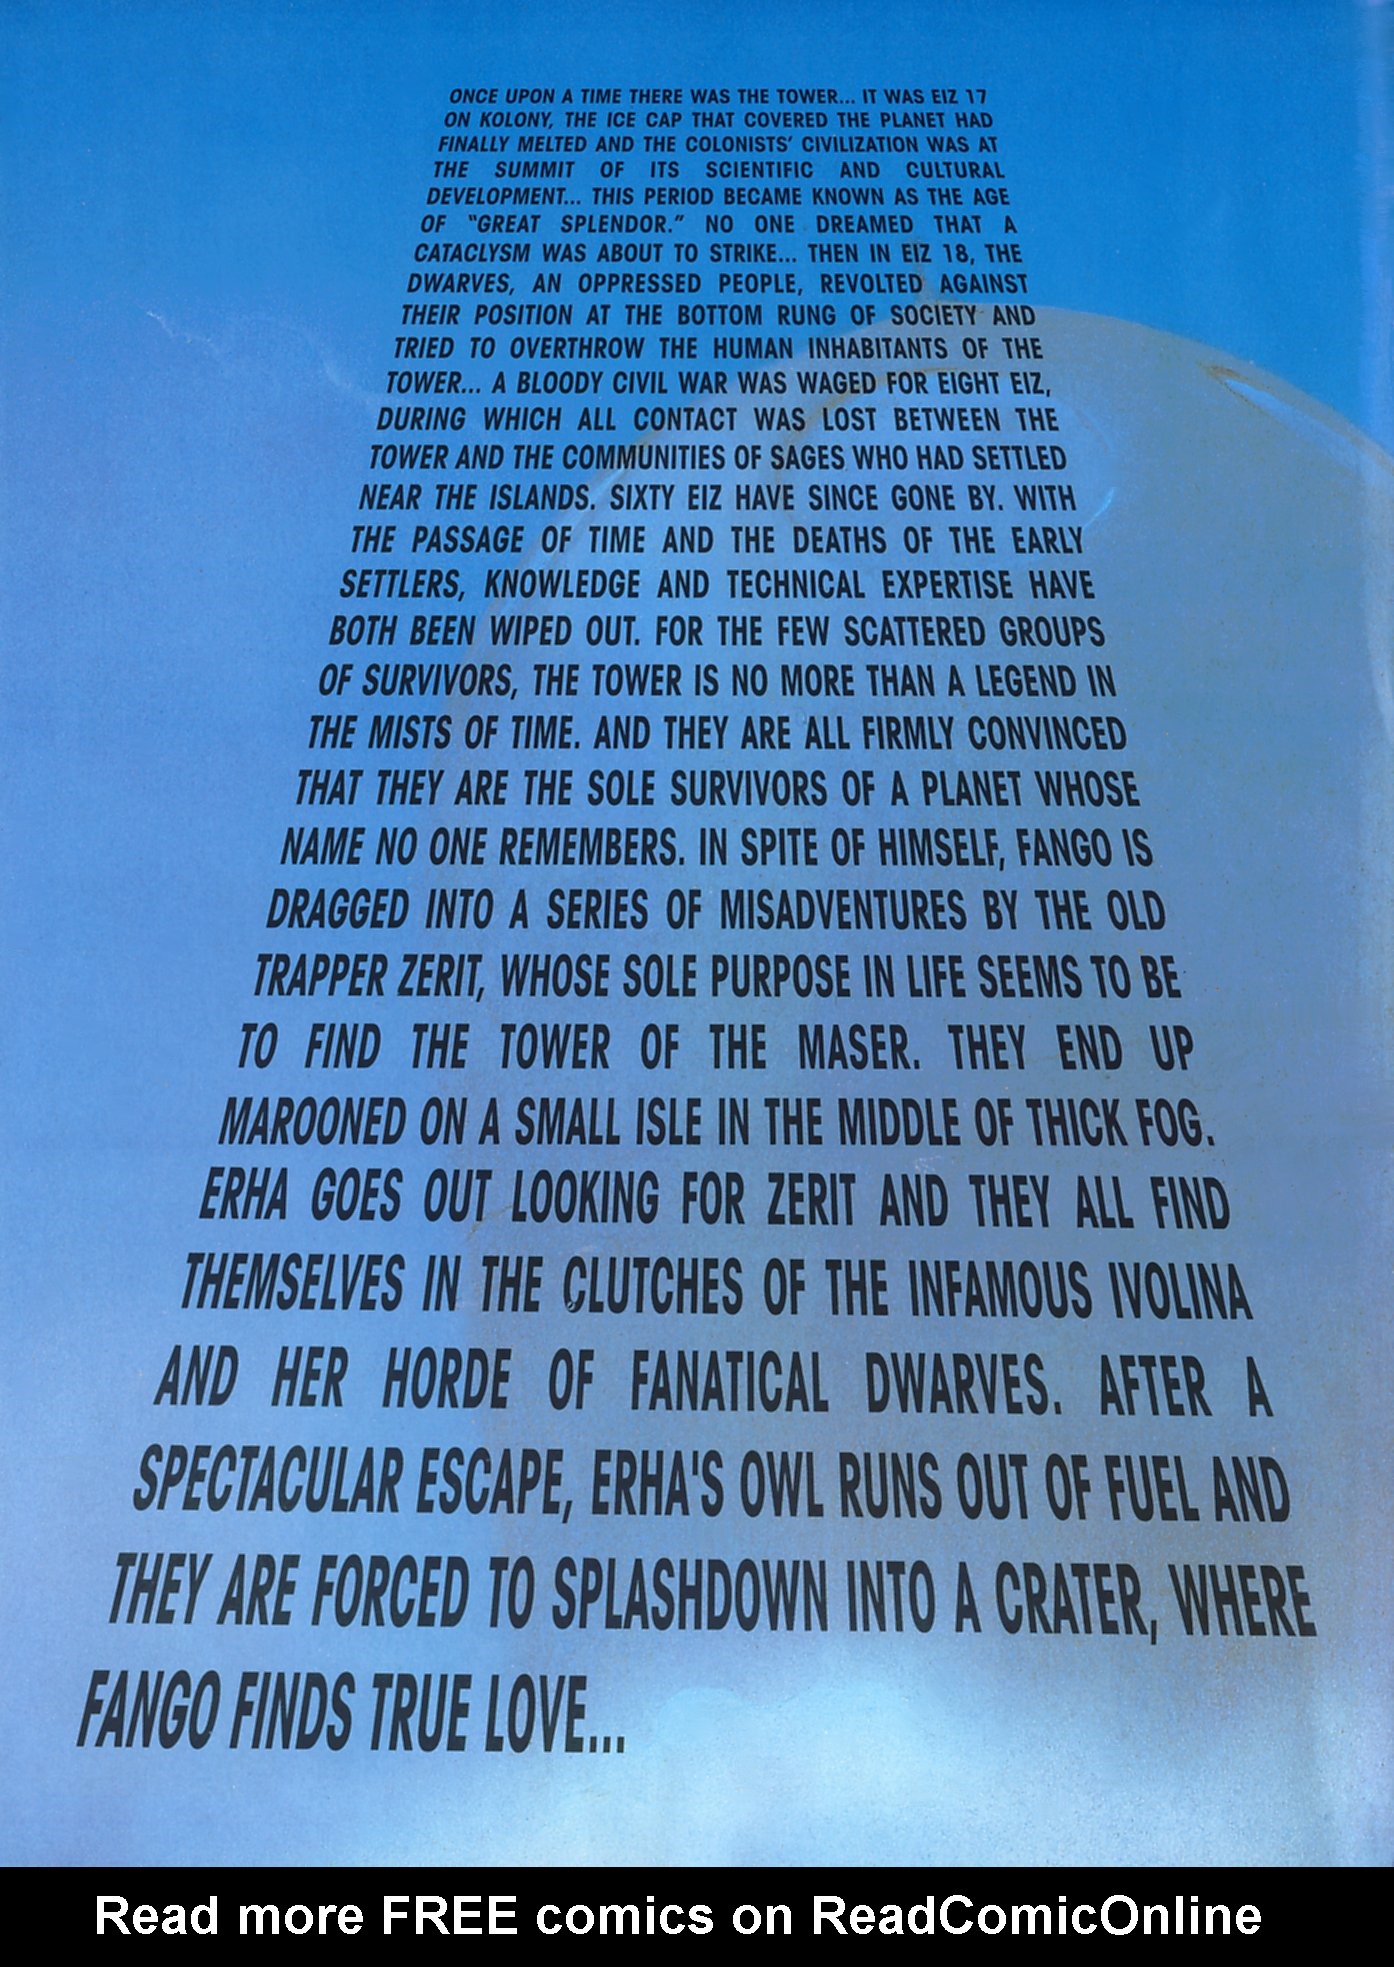 ONCE UPON A TIME THERE WAS THE TOWER... IT WAS EIZ 17
ON KOLONY, THE ICE CAP THAT COVERED THE PLANET HAD
FINALLY MELTED AND THE COLONISTS' CIVILIZATION WAS AT
THE SUMMIT OF ITS SCIENTIFIC AND CULTURAL
DEVELOPMENT... THIS PERIOD BECAME KNOWN AS THE AGE
OF "GREAT SPLENDOR." NO ONE DREAMED THAT A
CATACLYSM WAS ABOUT TO STRIKE... THEN IN EIZ 18, THE
DWARVES, AN OPPRESSED PEOPLE, REVOLTED AGAINST
THEIR POSITION AT THE BOTTOM RUNG OF SOCIETY AND
TRIED TO OVERTHROW THE HUMAN INHABITANTS OF THE
TOWER... A BLOODY CIVIL WAR WAS WAGED FOR EIGHT EIZ,
DURING WHICH ALL CONTACT WAS LOST BETWEEN THE
TOWER AND THE COMMUNITIES OF SAGES WHO HAD SETTLED
NEAR THE ISLANDS. SIXTY EIZ HAVE SINCE GONE BY. WITH
THE PASSAGE OF TIME AND THE DEATHS OF THE EARLY
SETTLERS, KNOWLEDGE AND TECHNICAL EXPERTISE HAVE
BOTH BEEN WIPED OUT. FOR THE FEW SCATTERED GROUPS
OF SURVIVORS, THE TOWER IS NO MORE THAN A LEGEND IN
THE MISTS OF TIME. AND THEY ARE ALL FIRMLY CONVINCED
THAT THEY ARE THE SOLE SURVIVORS OF A PLANET WHOSE
NAME NO ONE REMEMBERS. IN SPITE OF HIMSELF, FANGO IS
DRAGGED INTO A SERIES OF MISADVENTURES BY THE OLD
TRAPPER ZERIT, WHOSE SOLE PURPOSE IN LIFE SEEMS TO BE
TO FIND THE TOWER OF THE MASER. THEY END UP
MAROONED ON A SMALL ISLE IN THE MIDDLE OF THICK FOG.
ERHA GOES OUT LOOKING FOR ZERIT AND THEY ALL FIND
THEMSELVES IN THE CLUTCHES OF THE INFAMOUS IVOLINA
AND HER HORDE OF FANATICAL DWARVES. AFTER A
SPECTACULAR ESCAPE, ERHA'S OWL RUNS OUT OF FUEL AND
THEY ARE FORCED TO SPLASHDOWN INTO A CRATER, WHERE
FANGO FINDS TRUE LOVE...
Read more FREE comics on ReadComicOnline